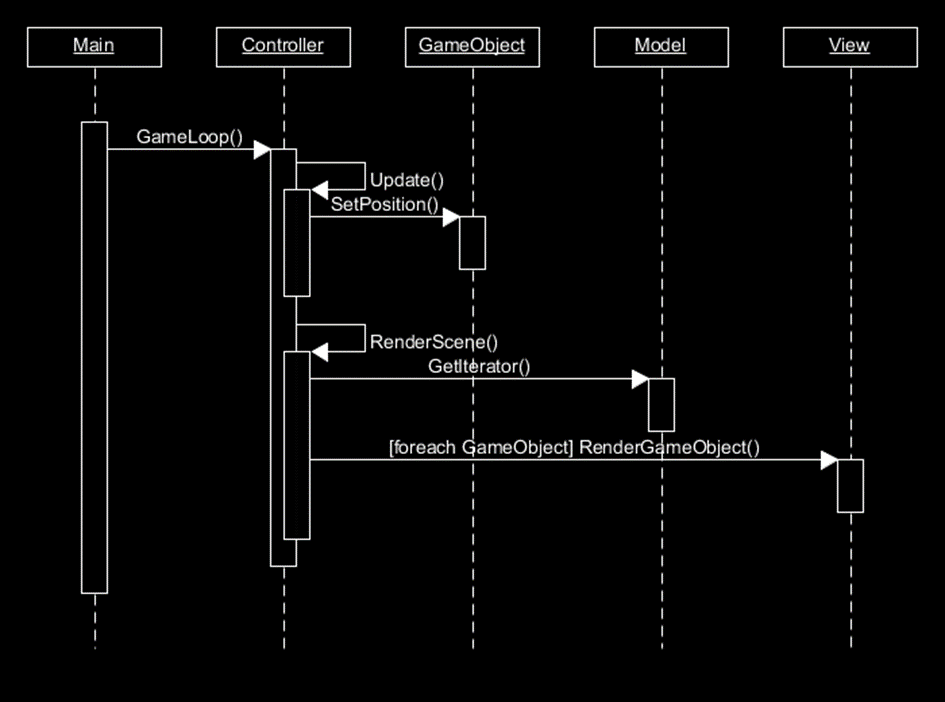 Main
Controller
GameObject
Model
View
GameLoop()
Update()
SetPosition()
RenderScene()
GetIterator()
[foreach GameObject] RenderGameObject()